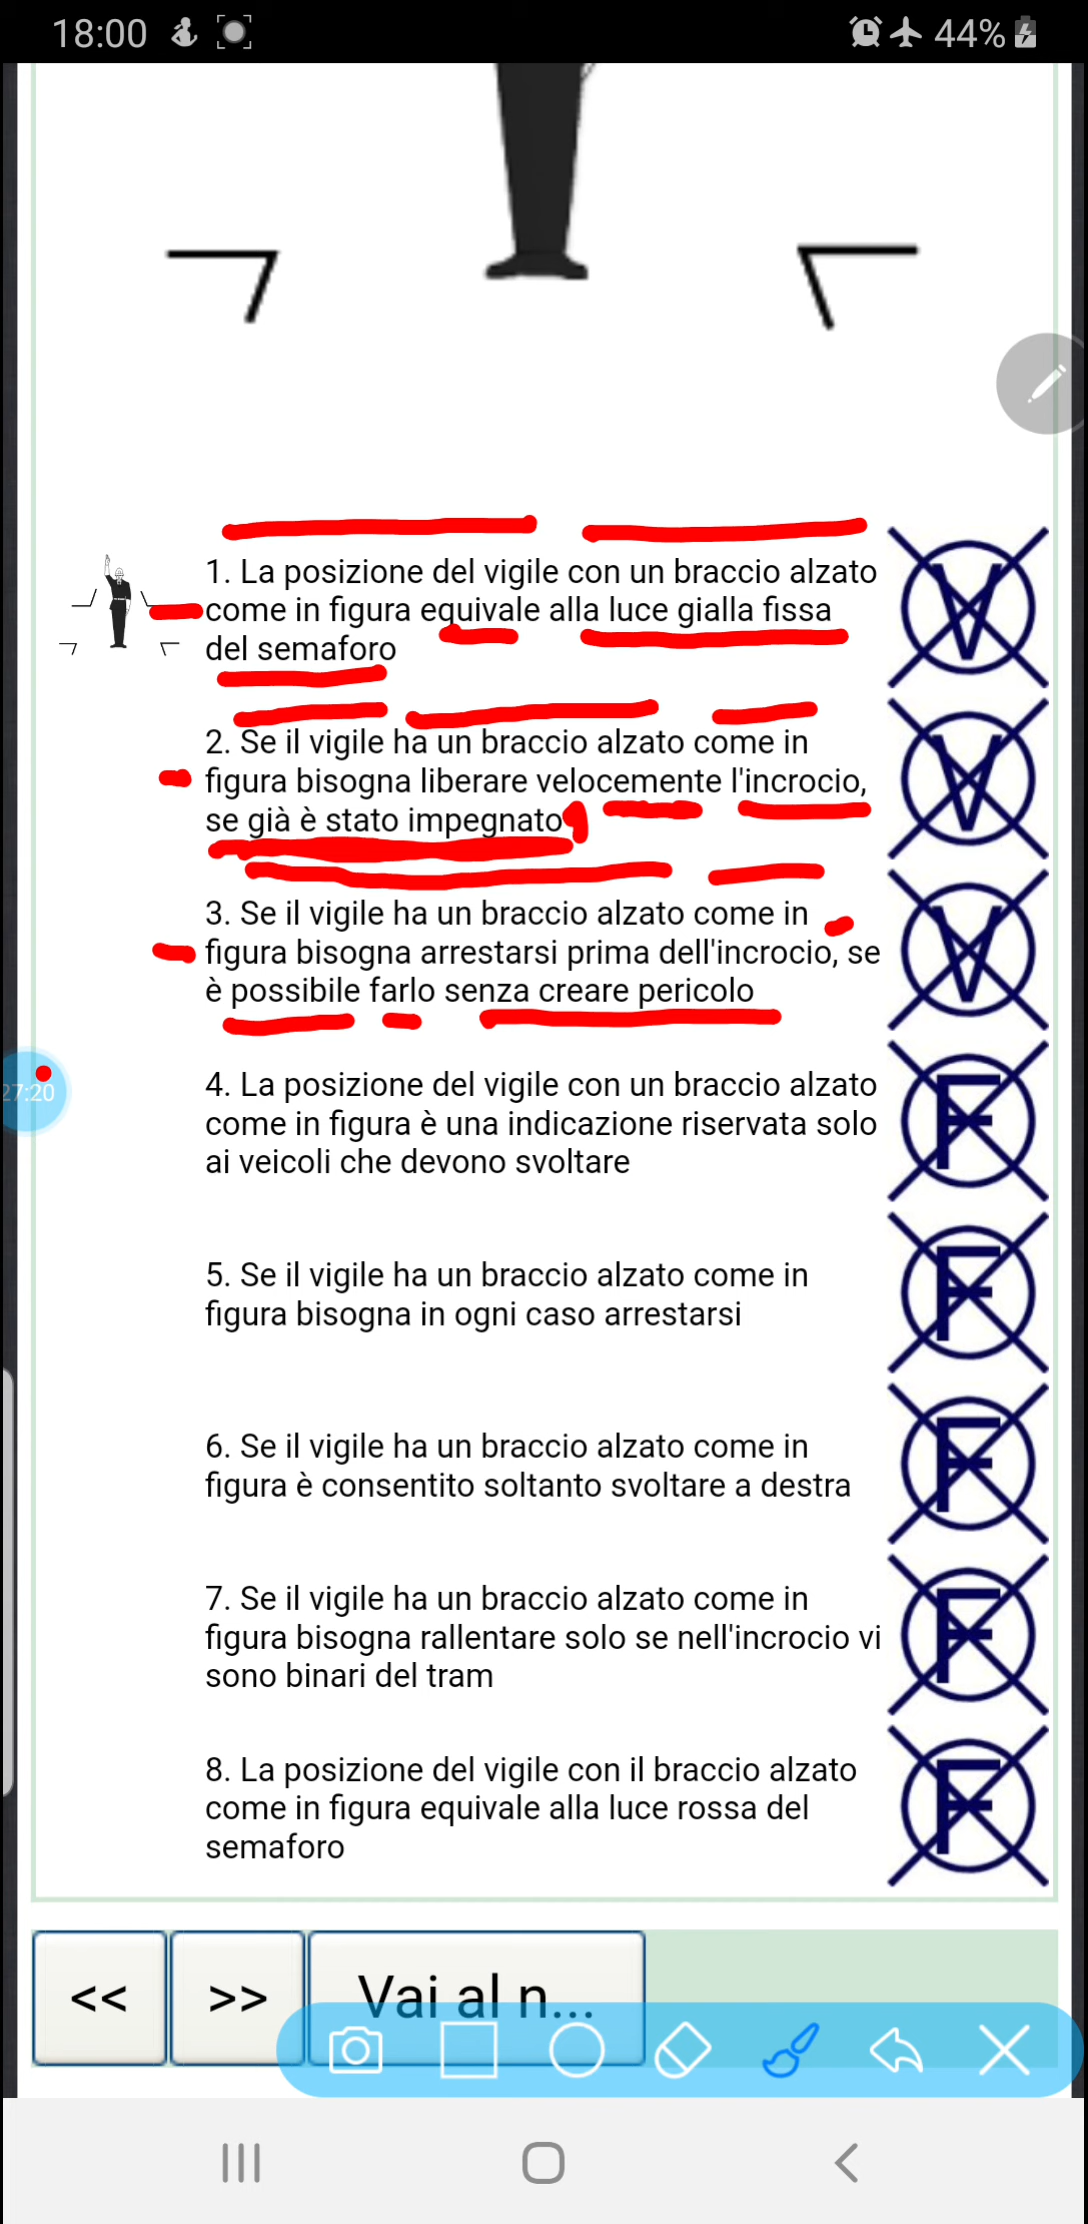 18:00
44%
1. La posizione del vigile con un braccio alzato
come in figura equivale alla luce gialla fissa
del semaforo
V
2. Se il vigile ha un braccio alzato come in
figura bisogna liberare velocemente l'incrocio,
se già è stato impegnato
V
3. Se il vigile ha un braccio alzato come in
figura bisogna arrestarsi prima dell'incrocio, se
è possibile farlo senza creare pericolo
V
27:20
4. La posizione del vigile con un braccio alzato
come in figura è una indicazione riservata solo
ai veicoli che devono svoltare
F
5. Se il vigile ha un braccio alzato come in
figura bisogna in ogni caso arrestarsi
F
6. Se il vigile ha un braccio alzato come in
figura è consentito soltanto svoltare a destra
F
7. Se il vigile ha un braccio alzato come in
figura bisogna rallentare solo se nell'incrocio vi
sono binari del tram
F
8. La posizione del vigile con il braccio alzato
come in figura equivale alla luce rossa del
semaforo
F
<< >> Vai al n...